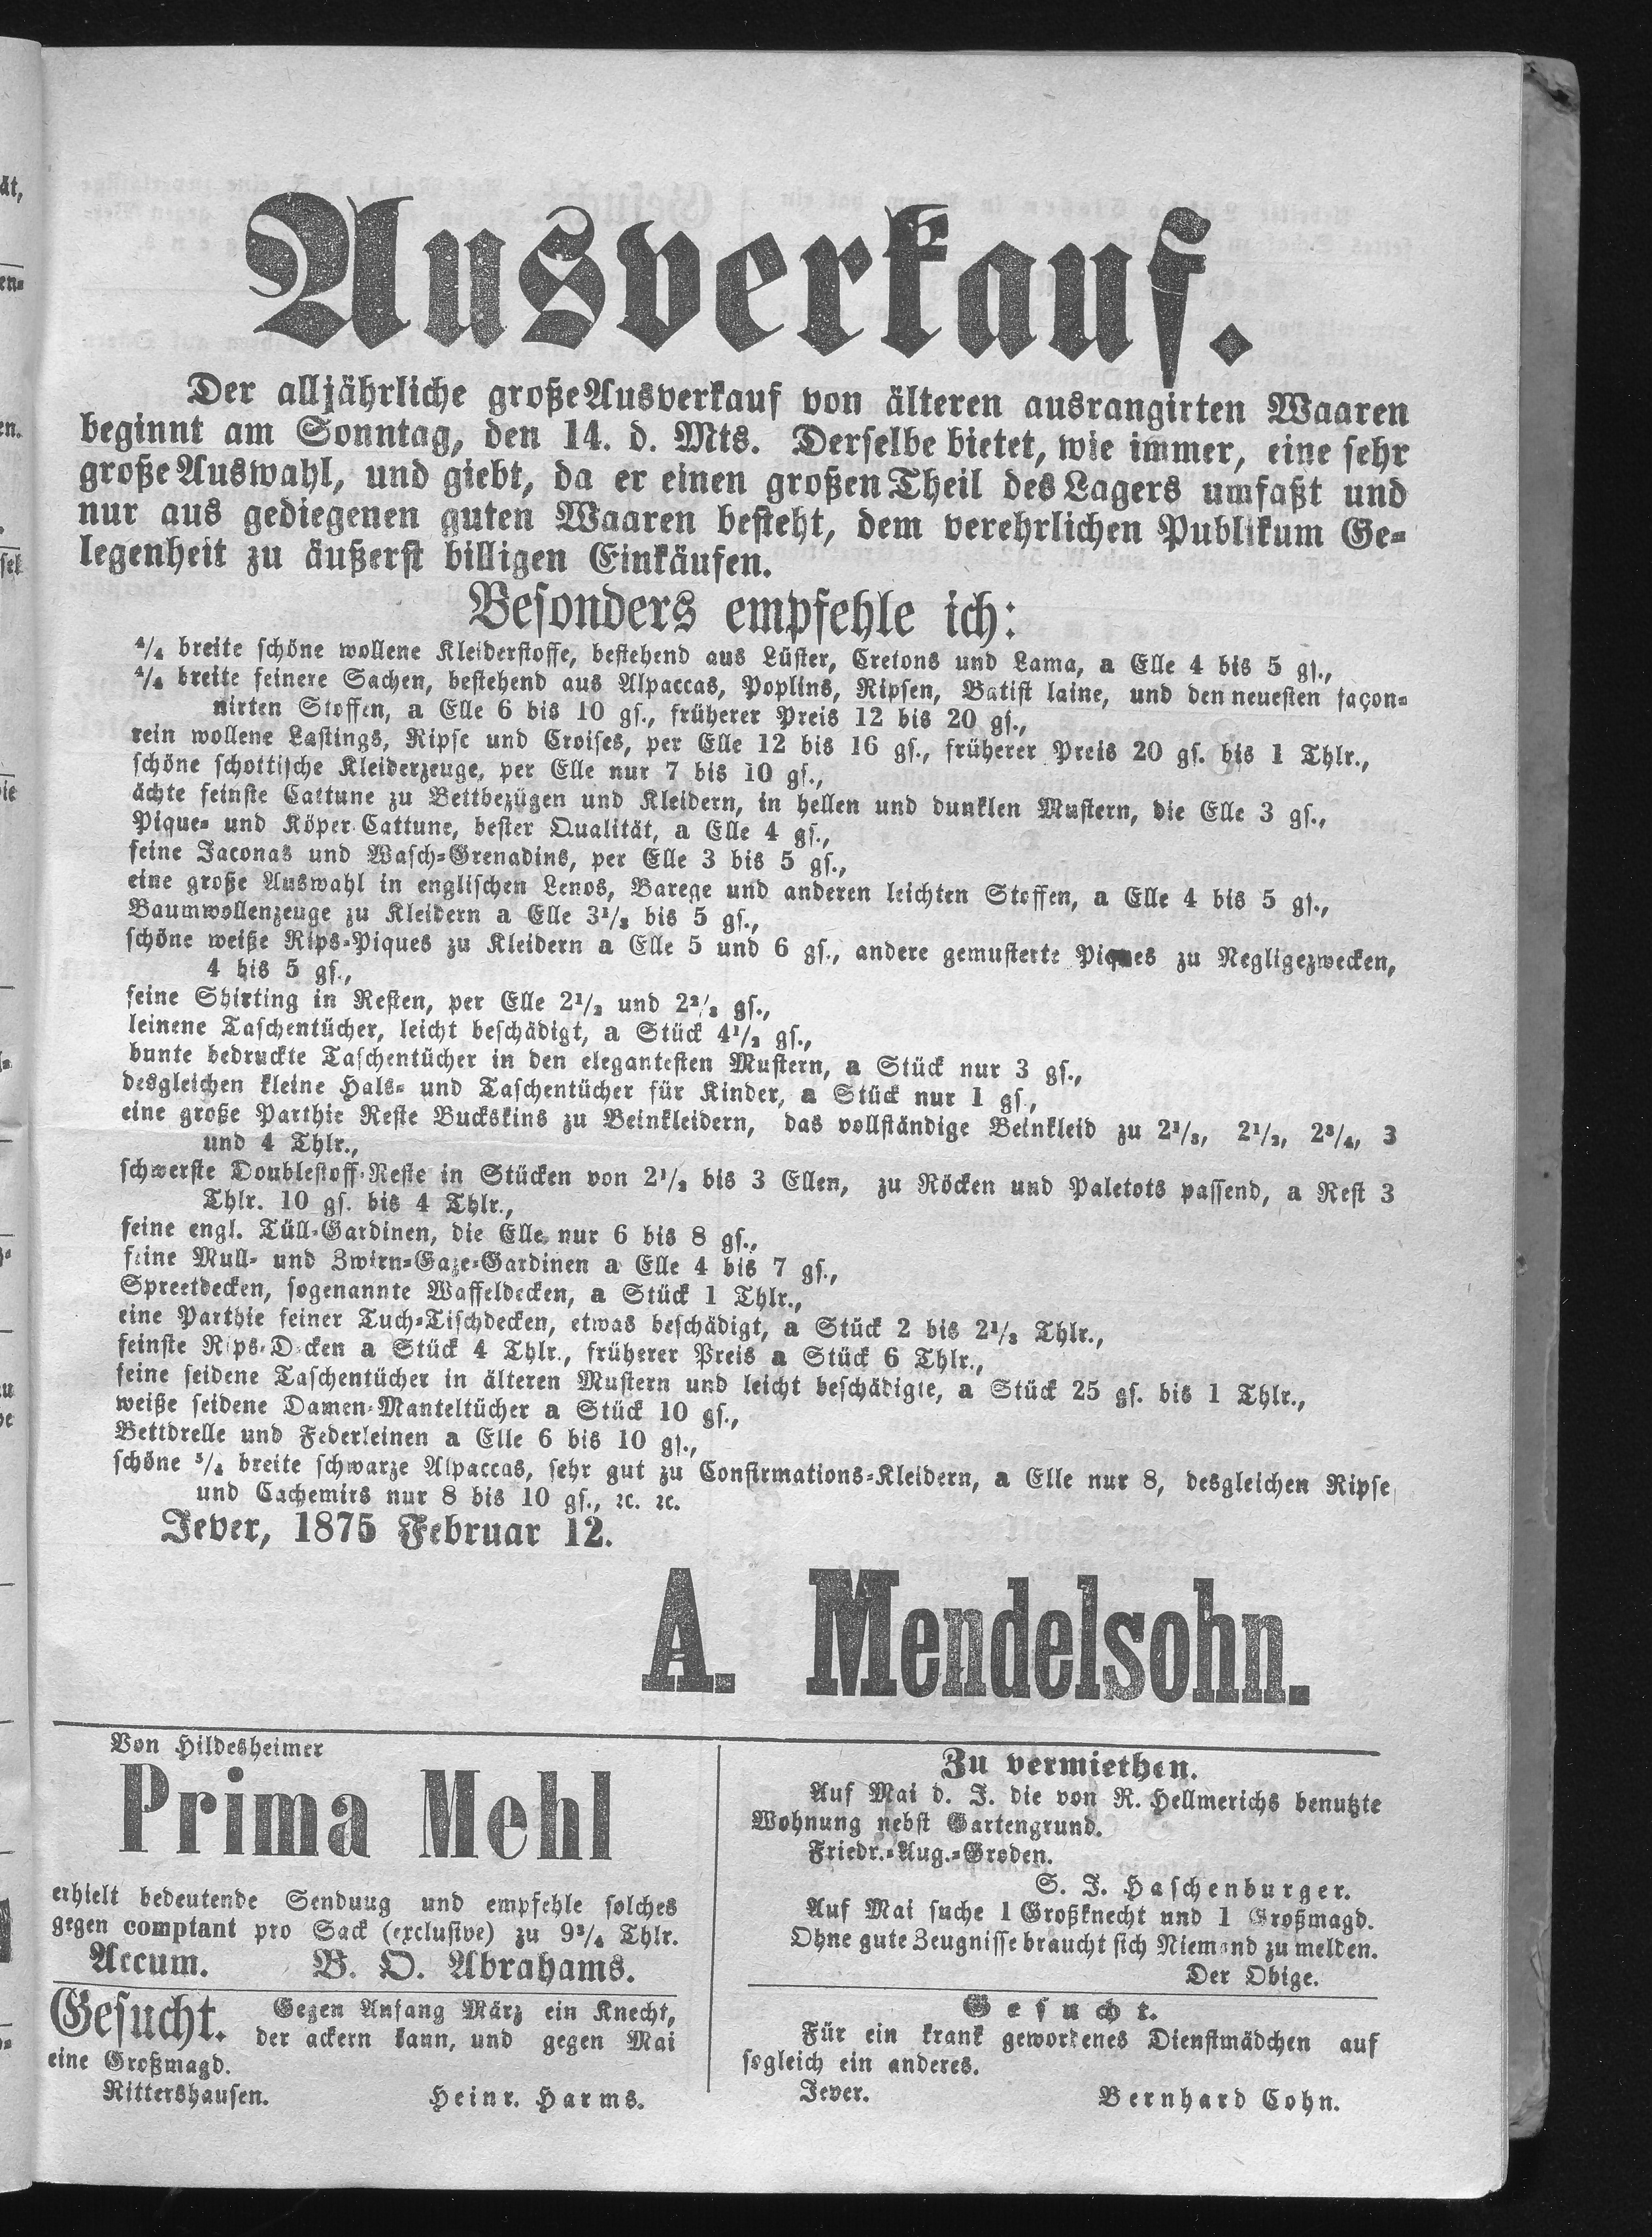 Ausverkauf.
Der alljährliche große Ausverkauf von älteren ausrangirten Waaren
beginnt am Sonntag, den 14. d. Mts. Derselbe bietet, wie immer, eine sehr
große Auswahl, und giebt, da er einen großen Theil des Lagers umfaßt und
nur aus gediegenen guten Waaren besteht, dem verehrlichen Publikum Ge-
legenheit zu äußerst billigen Einkäufen.
Besonders empfehle ich:
4/4 breite schöne wollene Kleiderstoffe, bestehend aus Lüster, Cretons und Lama, a Elle 4 bis 5 gs.,
4/4 breite feinere Sachen, bestehend aus Alpaccas, Poplins, Ripsen, Batist laine, und den neuesten façon-
nirten Stoffen, a Elle 6 bis 10 gs., früherer Preis 12 bis 20 gs.,
rein wollene Lastings, Ripse und Croises, per Elle 12 bis 16 gs., früherer Preis 20 gs. bis 1 Thlr.,
schöne schottische Kleiderzeuge, per Elle nur 7 bis 10 gs.,
ächte feinste Cattune zu Bettbezügen und Kleidern, in hellen und dunklen Mustern, die Elle 3 gs.,
Pique- und Köper-Cattune, bester Qualität, a Elle 4 gs.,
feine Jaconas und Wasch-Grenadins, per Elle 3 bis 5 gs.,
eine große Auswahl in englischen Lenos, Barege und anderen leichten Stoffen, a Elle 4 bis 5 gs.,
Baumwollenzeuge zu Kleidern a Elle 3 1/2 bis 5 gs.,
schöne weiße Rips-Piques zu Kleidern a Elle 5 und 6 gs., andere gemusterte Piques zu Negligezwecken,
4 bis 5 gs.,
feine Shirting in Resten, per Elle 2 1/2 und 2 2/3 gs.,
leinene Taschentücher, leicht beschädigt, a Stück 4 1/2 gs.,
bunte bedruckte Taschentücher in den elegantesten Mustern, a Stück nur 3 gs.,
desgleichen kleine Hals- und Taschentücher für Kinder, a Stück nur 1 gs.,
eine große Parthie Reste Buckskins zu Beinkleidern, das vollständige Beinkleid zu 2 1/3, 2 1/2, 2 3/4, 3
und 4 Thlr.,
schwerste Doublestoff-Reste in Stücken von 2 1/2 bis 3 Ellen, zu Röcken und Paletots passend, a Rest 3
Thlr. 10 gs. bis 4 Thlr.,
feine engl. Tüll-Gardinen, die Elle nur 6 bis 8 gs.,
feine Mull- und Zwirn-Gaze-Gardinen a Elle 4 bis 7 gs.,
Spreetdecken, sogenannte Waffeldecken, a Stück 1 Thlr.,
eine Parthie feiner Tuch-Tischdecken, etwas beschädigt, a Stück 2 bis 2 1/2 Thlr.,
feinste Rips-Decken a Stück 4 Thlr., früherer Preis a Stück 6 Thlr.,
feine seidene Taschentücher in älteren Mustern und leicht beschädigte, a Stück 25 gs. bis 1 Thlr.,
weiße seidene Damen-Manteltücher a Stück 10 gs.,
Bettdrelle und Federleinen a Elle 6 bis 10 gs.,
schöne 5/4 breite schwarze Alpaccas, sehr gut zu Confirmations-Kleidern, a Elle nur 8, desgleichen Ripse
und Cachemirs nur 8 bis 10 gs., ꝛc. ꝛc.
Jever, 1875 Februar 12.
A. Mendelsohn.
Von Hildesheimer
Prima Mehl
erhielt bedeutende Senduug und empfehle solches
gegen comptant pro Sack (exclusive) zu 9 3/4 Thlr.
Accum. B. O. Abrahams.
Gesucht. Gegen Anfang März ein Knecht,
der ackern kann, und gegen Mai
eine Großmagd.
Rittershausen. Heinr. Harms.
Zu vermiethen.
Auf Mai d. J. die von R. Hellmerichs benutzte
Wohnung nebst Gartengrund.
Friedr.-Aug.-Groden.
S. J. Haschenburger.
Auf Mai suche 1 Großknecht und 1 Großmagd.
Ohne gute Zeugnisse braucht sich Niemand zu melden.
Der Obige.
Gesucht.
Für ein krank gewordenes Dienstmädchen auf
sogleich ein anderes.
Jever. Bernhard Cohn.